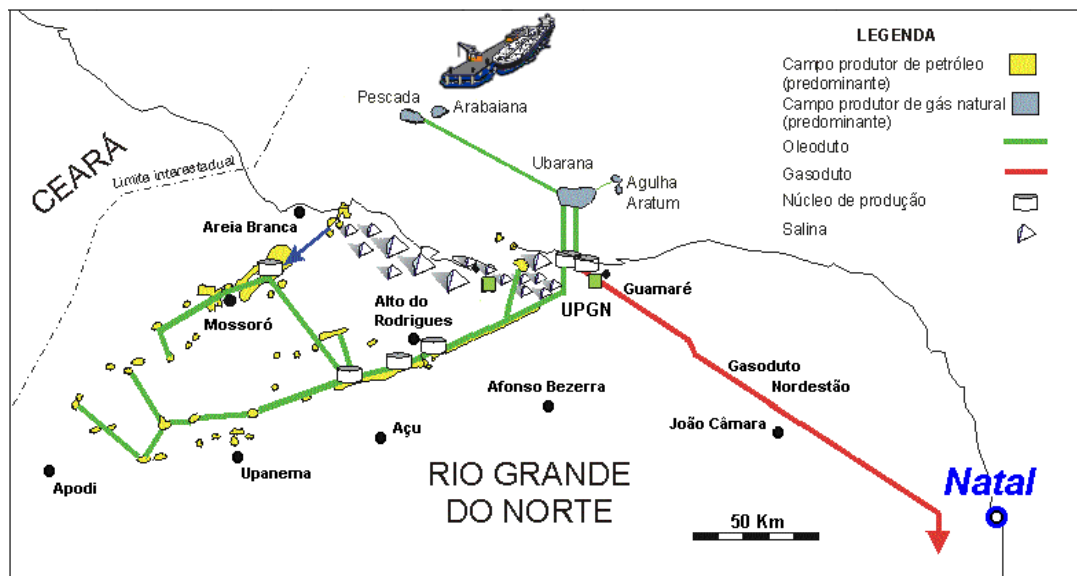 LEGENDA
Campo produtor de petróleo
(predominante)
Campo produtor de gás natural
(predominante)
Oleoduto
Gasoduto
Núcleo de produção
Salina
Pescada
Arabaiana
Ubarana
Agulha
Aratum
CEARÁ
Limite interestadual
Areia Branca
Mossoró
Alto do
Rodrigues
Guamaré
UPGN
Gasoduto
Nordestão
Afonso Bezerra
João Câmara
Açu
Upanema
Apodi
RIO GRANDE
DO NORTE
Natal
50 Km